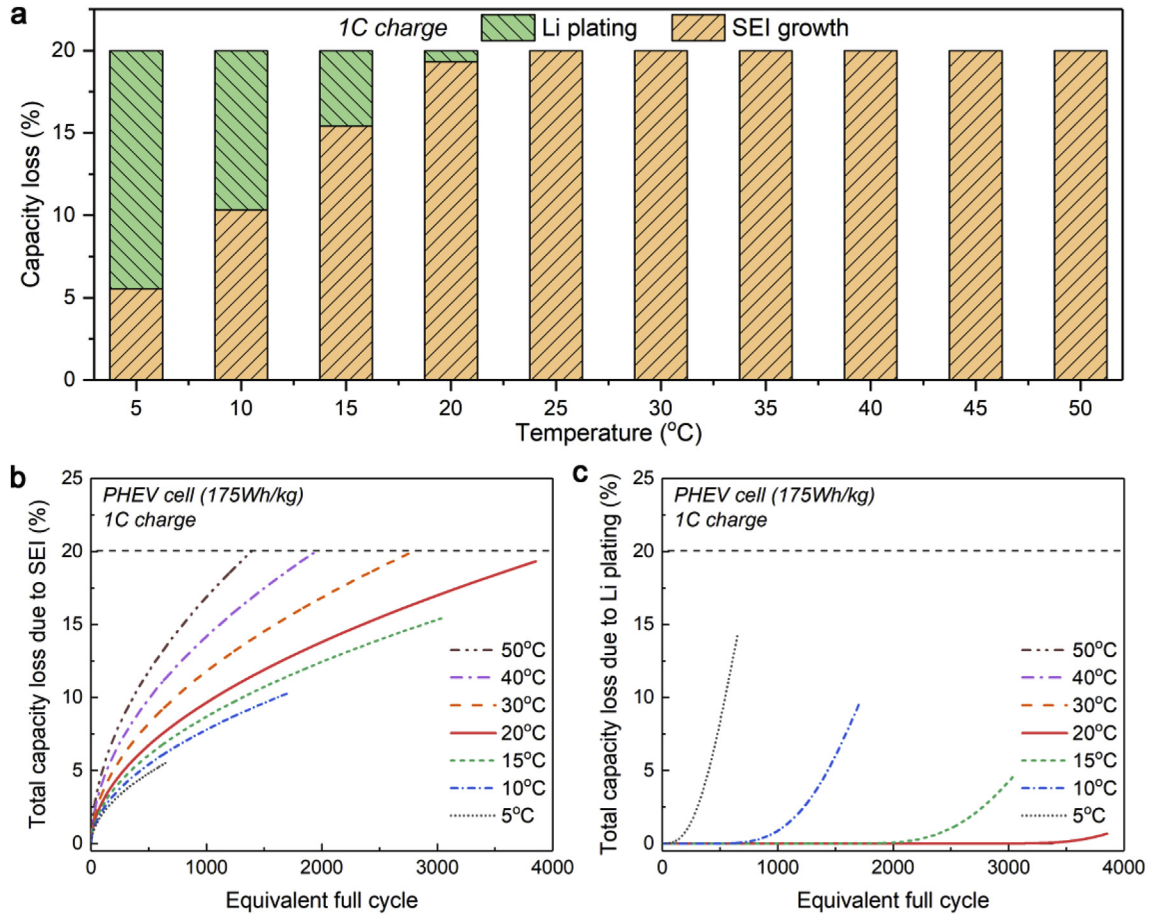 a
1C charge Li plating SEI growth
Capacity loss (%)
20
15
10
5
0
5 10 15 20 25 30 35 40 45 50
Temperature (°C)
b
PHEV cell (175Wh/kg)
1C charge
Total capacity loss due to SEI (%)
25
20
15
10
5
0
50°C
40°C
30°C
20°C
15°C
10°C
5°C
0 1000 2000 3000 4000
Equivalent full cycle
c
PHEV cell (175Wh/kg)
1C charge
Total capacity loss due to Li plating (%)
25
20
15
10
5
0
50°C
40°C
30°C
20°C
15°C
10°C
5°C
0 1000 2000 3000 4000
Equivalent full cycle